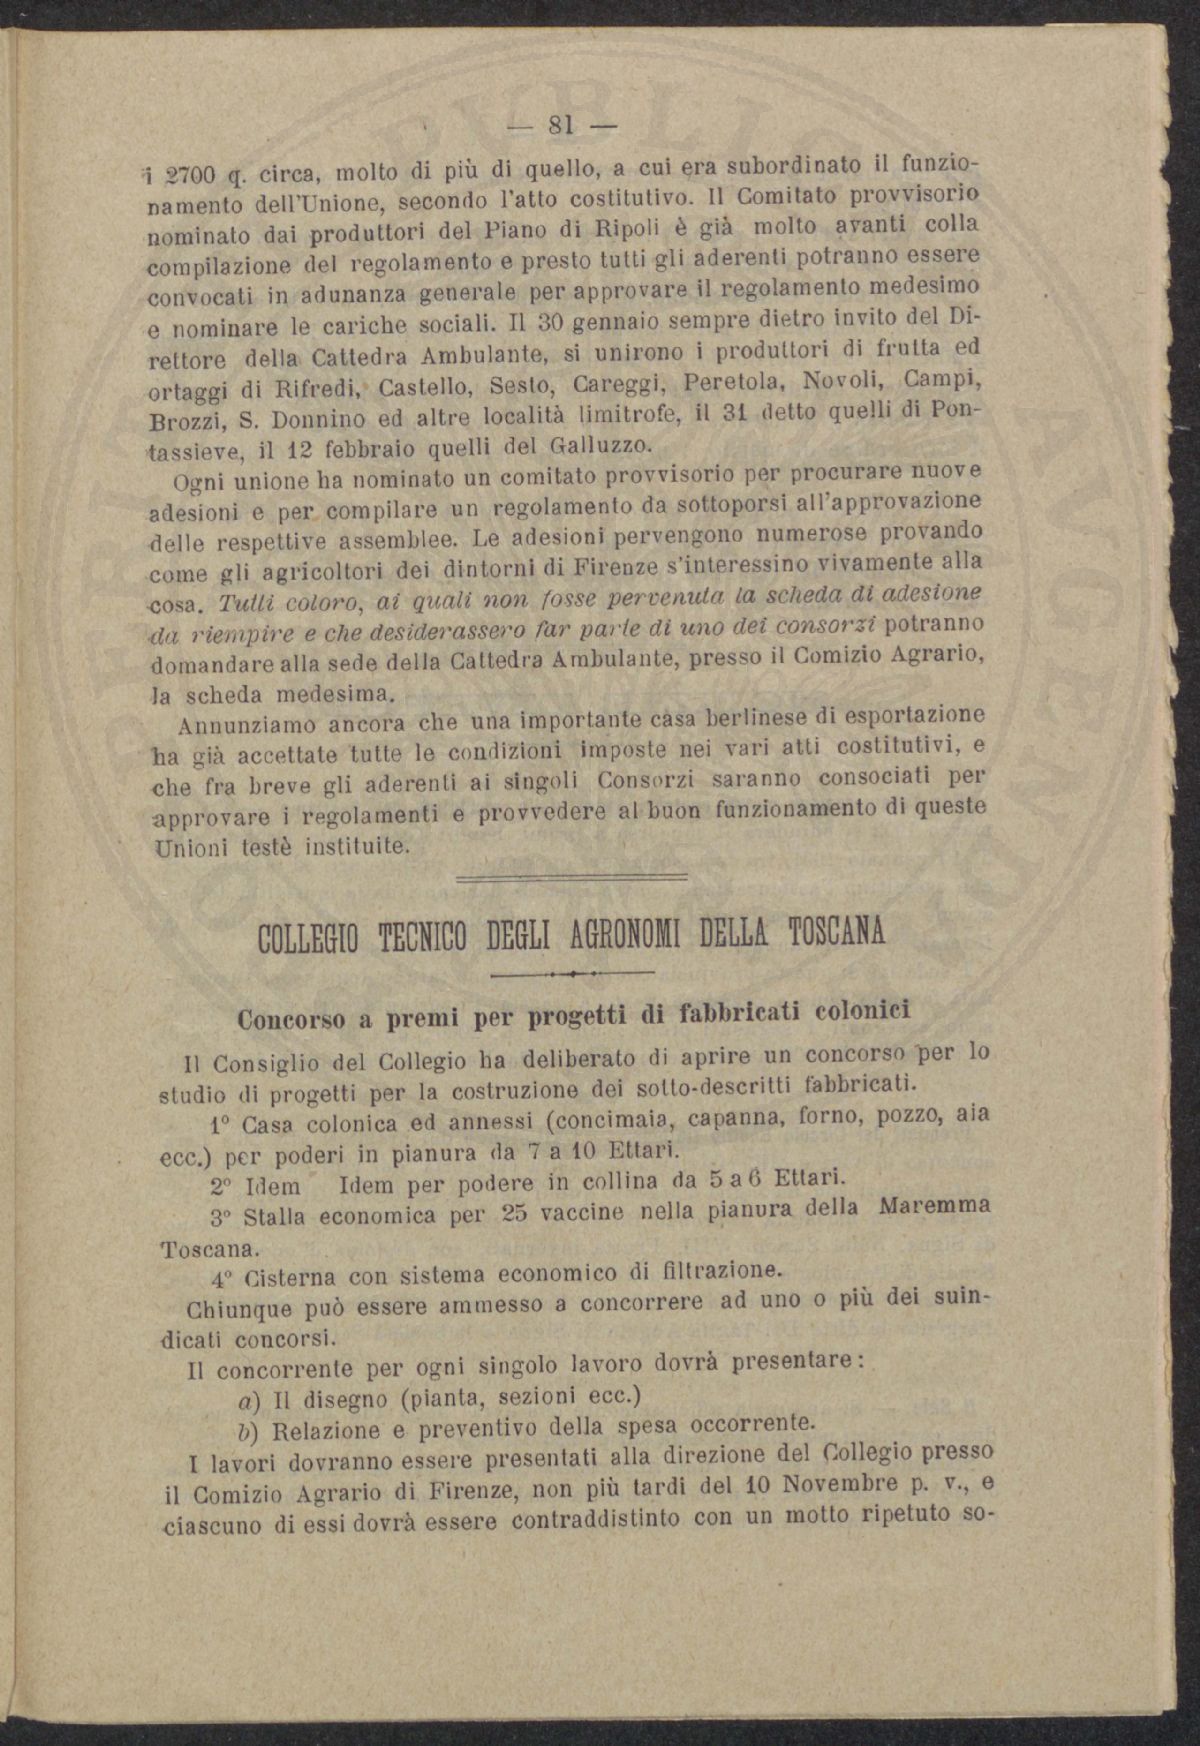 — 81 —
i 2700 q. circa, molto di più di quello, a cui era subordinato il funzio-
namento dell'Unione, secondo l'atto costitutivo. Il Comitato provvisorio
nominato dai produttori del Piano di Ripoli è già molto avanti colla
compilazione del regolamento e presto tutti gli aderenti potranno essere
convocati in adunanza generale per approvare il regolamento medesimo
e nominare le cariche sociali. Il 30 gennaio sempre dietro invito del Di-
rettore della Cattedra Ambulante, si unirono i produttori di frutta ed
ortaggi di Rifredi, Castello, Sesto, Careggi, Peretola, Novoli, Campi,
Brozzi, S. Donnino ed altre località limitrofe, il 31 detto quelli di Pon-
tassieve, il 12 febbraio quelli del Galluzzo.
Ogni unione ha nominato un comitato provvisorio per procurare nuove
adesioni e per compilare un regolamento da sottoporsi all'approvazione
delle respettive assemblee. Le adesioni pervengono numerose provando
come gli agricoltori dei dintorni di Firenze s'interessino vivamente alla
cosa. Tutti coloro, ai quali non fosse pervenuta la scheda di adesione
da riempire e che desiderassero far parte di uno dei consorzi potranno
domandare alla sede della Cattedra Ambulante, presso il Comizio Agrario,
la scheda medesima.
Annunziamo ancora che una importante casa berlinese di esportazione
ha già accettate tutte le condizioni imposte nei vari atti costitutivi, e
che fra breve gli aderenti ai singoli Consorzi saranno consociati per
approvare i regolamenti e provvedere al buon funzionamento di queste
Unioni testè instituite.
COLLEGIO TECNICO DEGLI AGRONOMI DELLA TOSCANA
Concorso a premi per progetti di fabbricati colonici
Il Consiglio del Collegio ha deliberato di aprire un concorso per lo
studio di progetti per la costruzione dei sotto-descritti fabbricati.
1° Casa colonica ed annessi (concimaia, capanna, forno, pozzo, aia
ecc.) per poderi in pianura da 7 a 10 Ettari.
2° Idem Idem per podere in collina da 5 a 6 Ettari.
3° Stalla economica per 25 vaccine nella pianura della Maremma
Toscana.
4° Cisterna con sistema economico di filtrazione.
Chiunque può essere ammesso a concorrere ad uno o più dei suin-
dicati concorsi.
Il concorrente per ogni singolo lavoro dovrà presentare:
a) Il disegno (pianta, sezioni ecc.)
b) Relazione e preventivo della spesa occorrente.
I lavori dovranno essere presentati alla direzione del Collegio presso
il Comizio Agrario di Firenze, non più tardi del 10 Novembre p. v., e
ciascuno di essi dovrà essere contraddistinto con un motto ripetuto so-